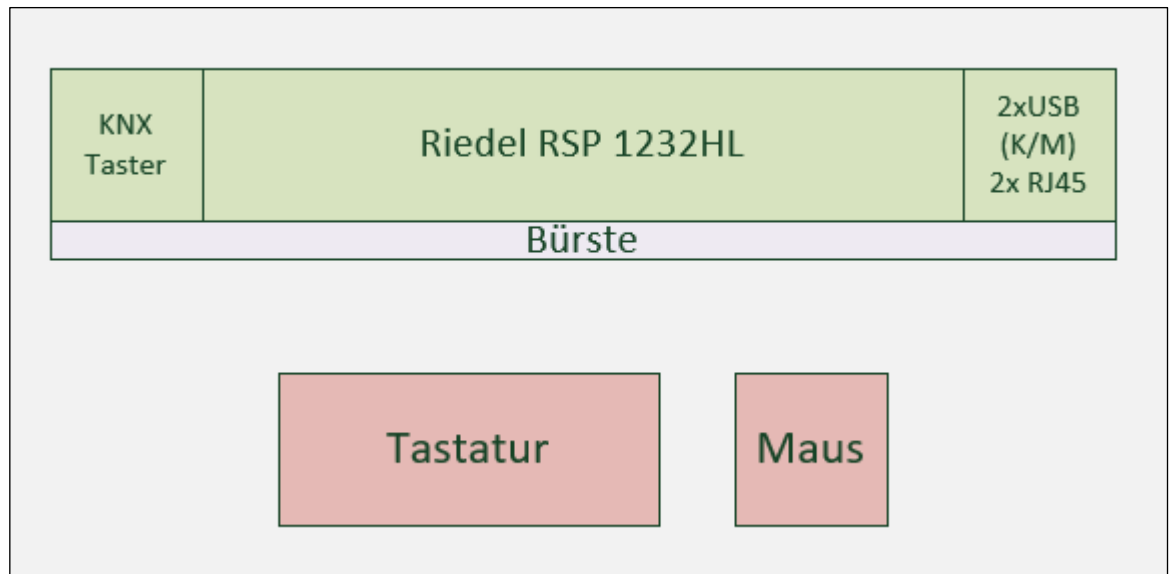 KNX
Taster
Riedel RSP 1232HL
2xUSB
(K/M)
2x RJ45
Bürste
Tastatur
Maus